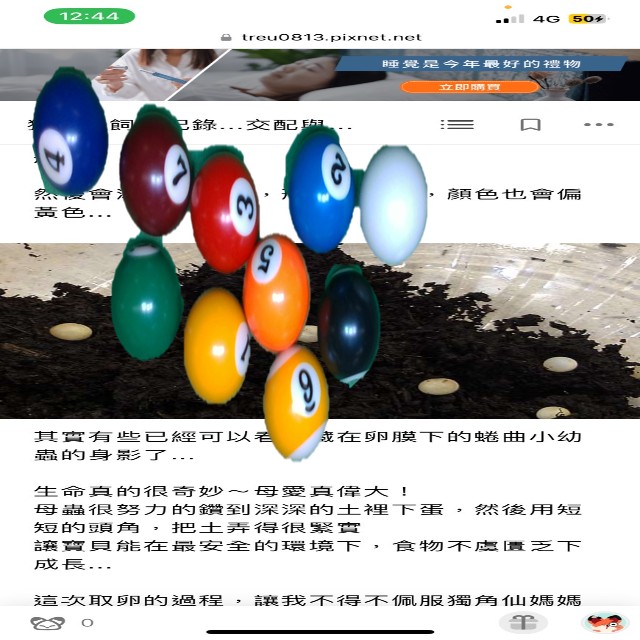 12:44
4G 50
treu0813.pixnet.net
睡覺是今年最好的禮物
立即購買
飼 記錄...交配與...
然後會 ，顏色也會偏
黃色...
4
7
3
2
5
1
9
其實有些已經可以看 藏在卵膜下的蜷曲小幼
蟲的身影了...
生命真的很奇妙～母愛真偉大！
母蟲很努力的鑽到深深的土裡下蛋，然後用短
短的頭角，把土弄得很緊實
讓寶貝能在最安全的環境下，食物不虞匱乏下
成長...
這次取卵的過程，讓我不得不佩服獨角仙媽媽
0